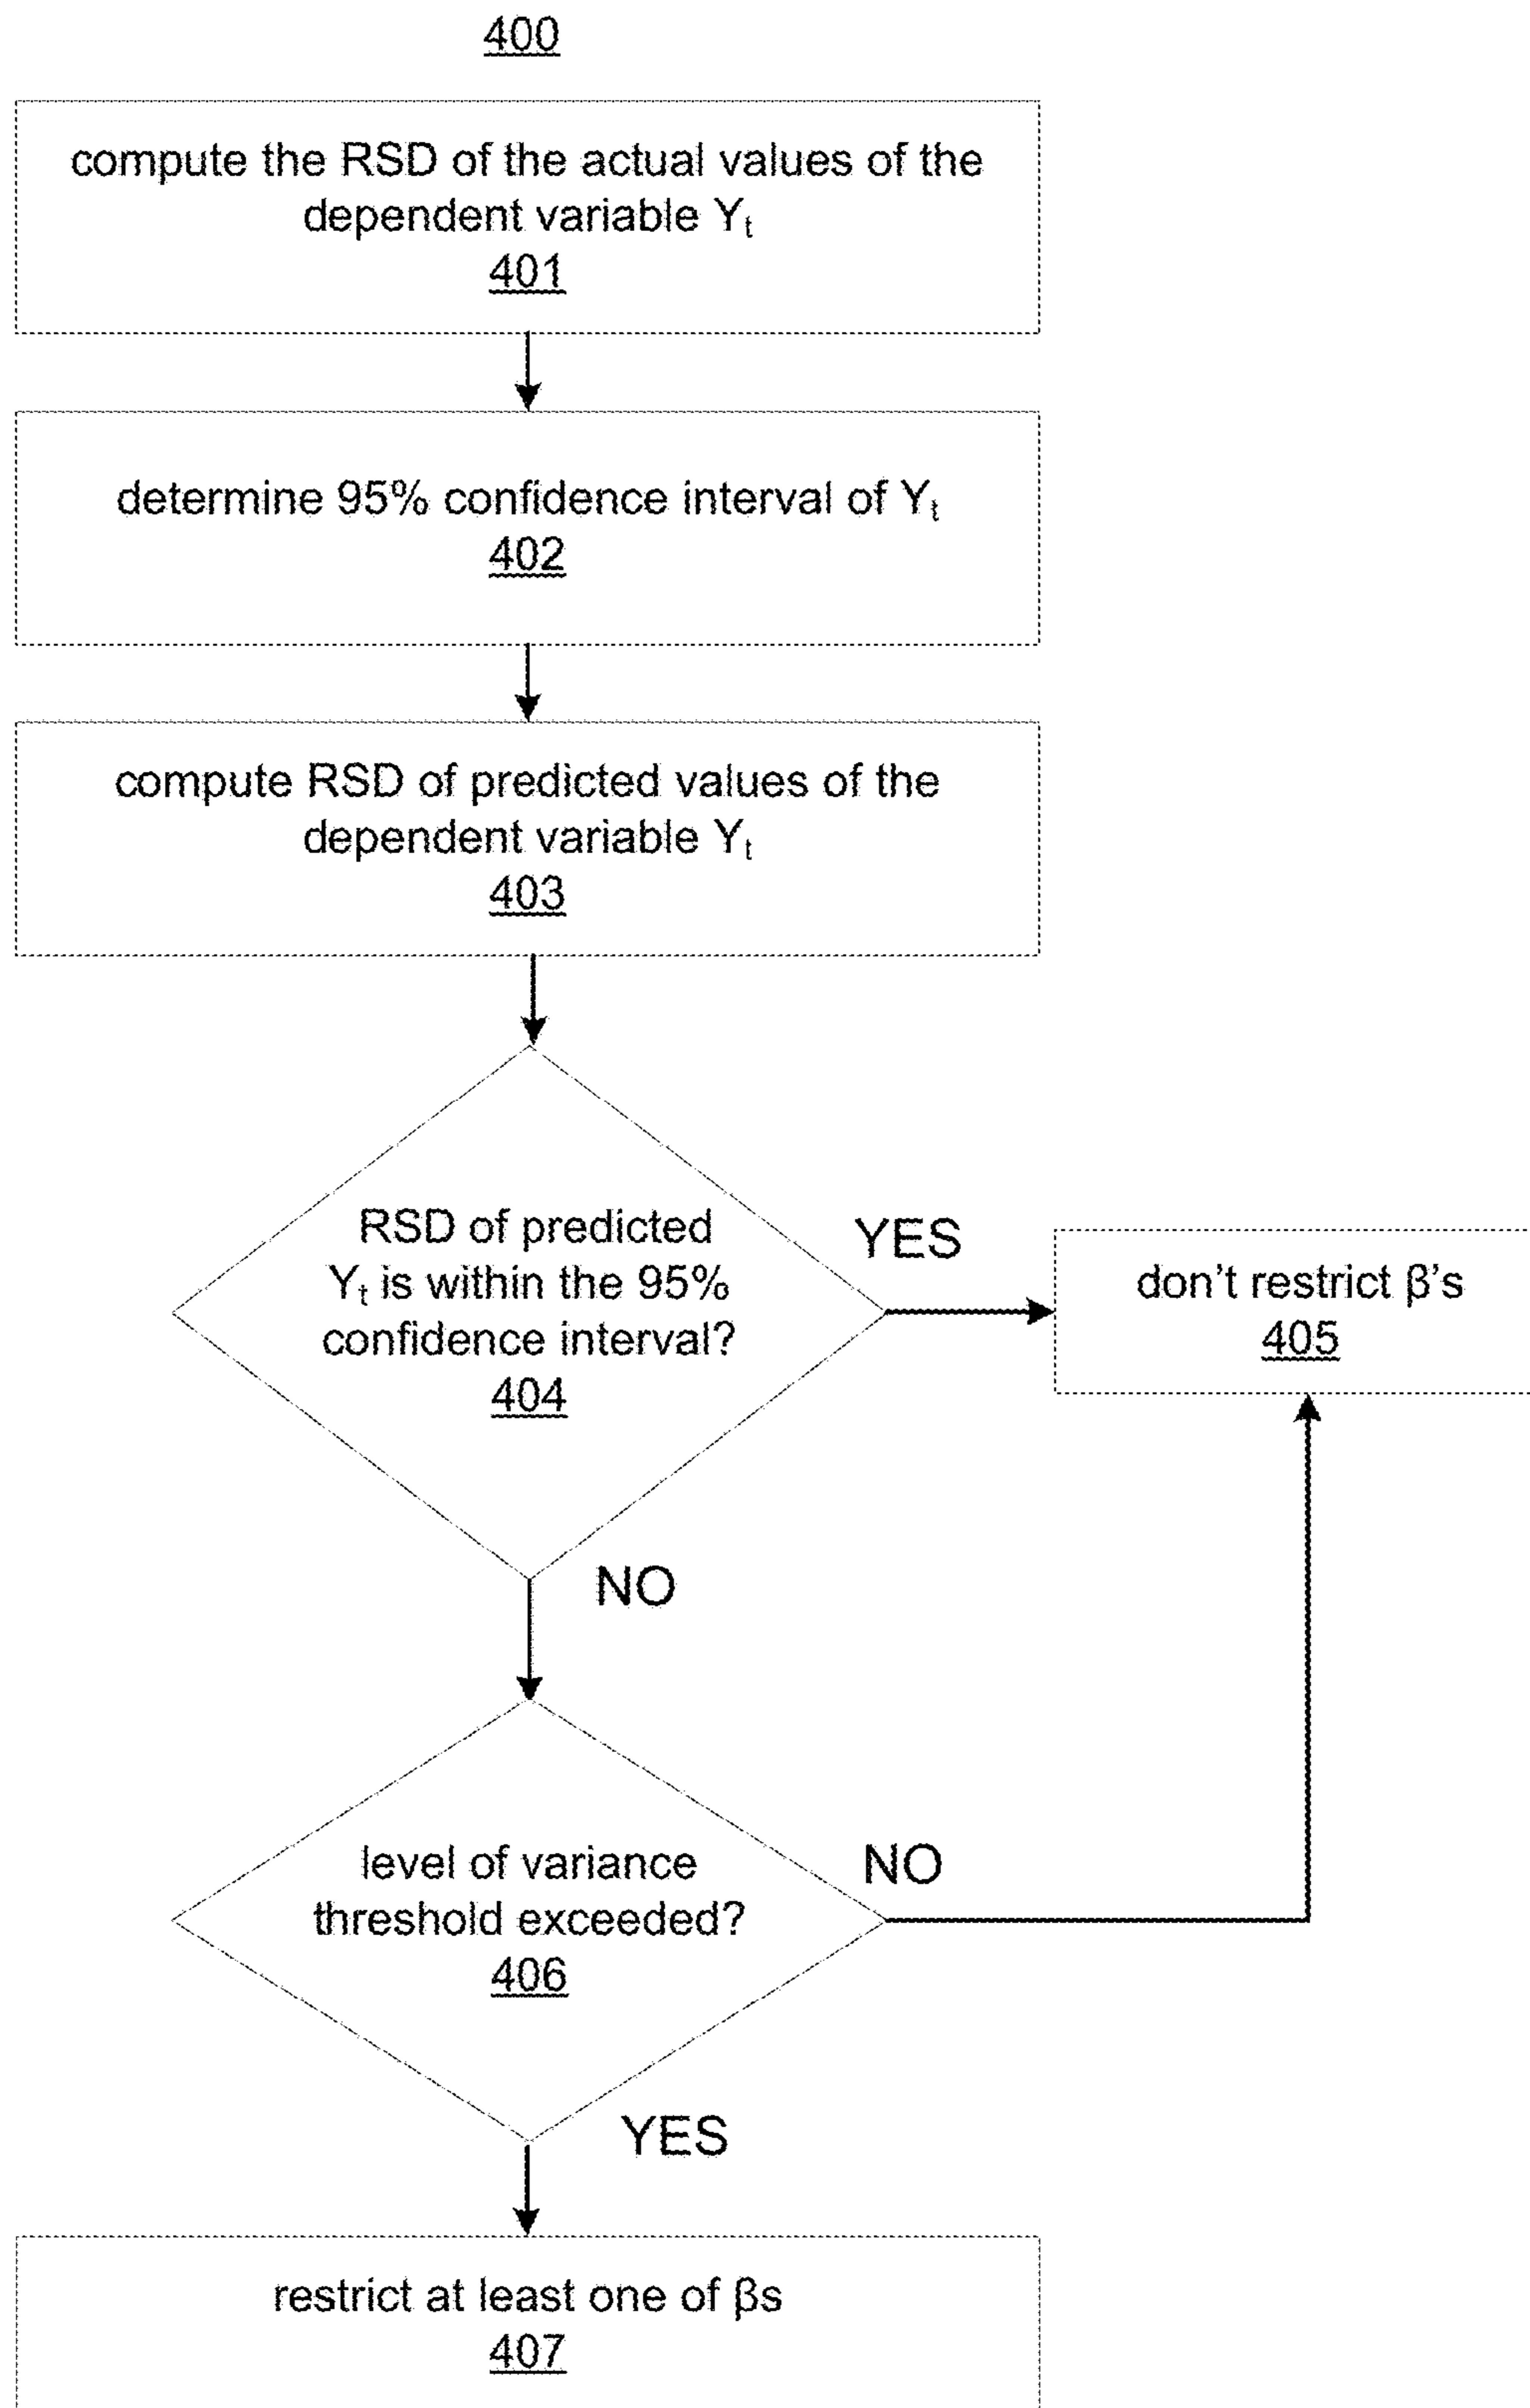 400
compute the RSD of the actual values of the
dependent variable Yₜ
401
determine 95% confidence interval of Yₜ
402
compute RSD of predicted values of the
dependent variable Yₜ
403
RSD of predicted
Yₜ is within the 95%
confidence interval?
404
YES
don't restrict β's
405
NO
level of variance
threshold exceeded?
406
NO
YES
restrict at least one of βs
407